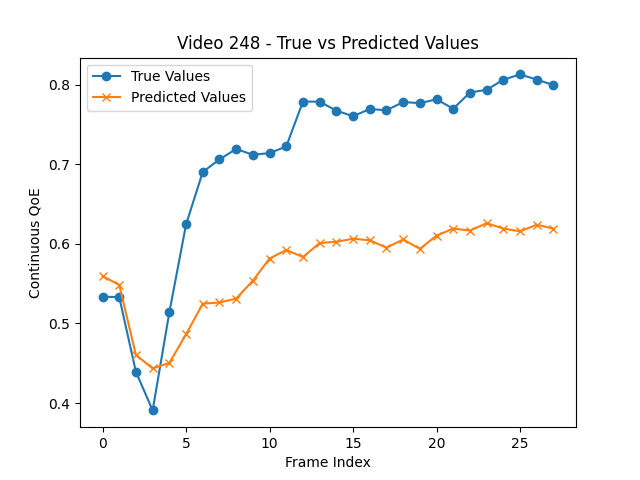 Video 248 - True vs Predicted Values
True Values
Predicted Values
Continuous QoE
0.8
0.7
0.6
0.5
0.4
0 5 10 15 20 25
Frame Index